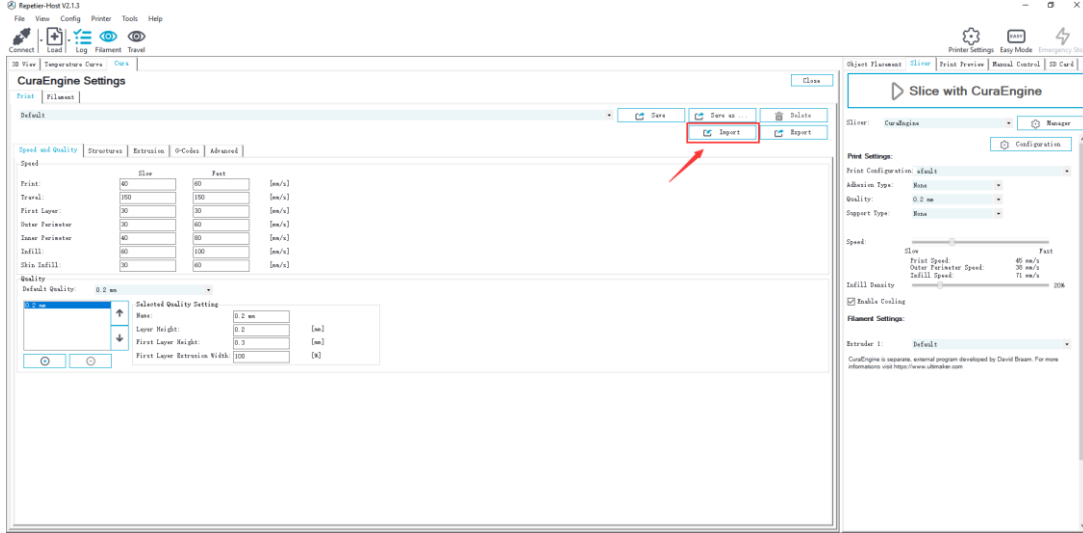 Repetier-Host V2.1.3
File View Config Printer Tools Help
Connect Load Log Filament Travel
Printer Settings Easy Mode Emergency Sto
3D View Temperature Curve Cura
Object Placement Slicer Print Preview Manual Control SD Card
CuraEngine Settings
Close
Print Filament
Default
Save
Save as ...
Delete
Import
Export
Speed and Quality Structures Extrusion G-Codes Advanced
Speed
Slow Fast
Print: 40 60 [mm/s]
Travel: 150 150 [mm/s]
First Layer: 30 30 [mm/s]
Outer Perimeter 30 60 [mm/s]
Inner Perimeter 40 80 [mm/s]
Infill: 60 100 [mm/s]
Skin Infill: 30 60 [mm/s]
Quality
Default Quality: 0.2 mm
0.2 mm
Selected Quality Setting
Name: 0.2 mm
Layer Height: 0.2 [mm]
First Layer Height: 0.3 [mm]
First Layer Extrusion Width: 100 [%]
Slice with CuraEngine
Slicer: CuraEngine
Manager
Configuration
Print Settings:
Print Configuration: efault
Adhesion Type: None
Quality: 0.2 mm
Support Type: None
Speed:
Slow Fast
Print Speed: 45 mm/s
Outer Perimeter Speed: 38 mm/s
Infill Speed: 71 mm/s
Infill Density 20%
Enable Cooling
Filament Settings:
Extruder 1: Default
CuraEngine is separate, external program developed by David Braam. For more
informations visit https://www.ultimaker.com